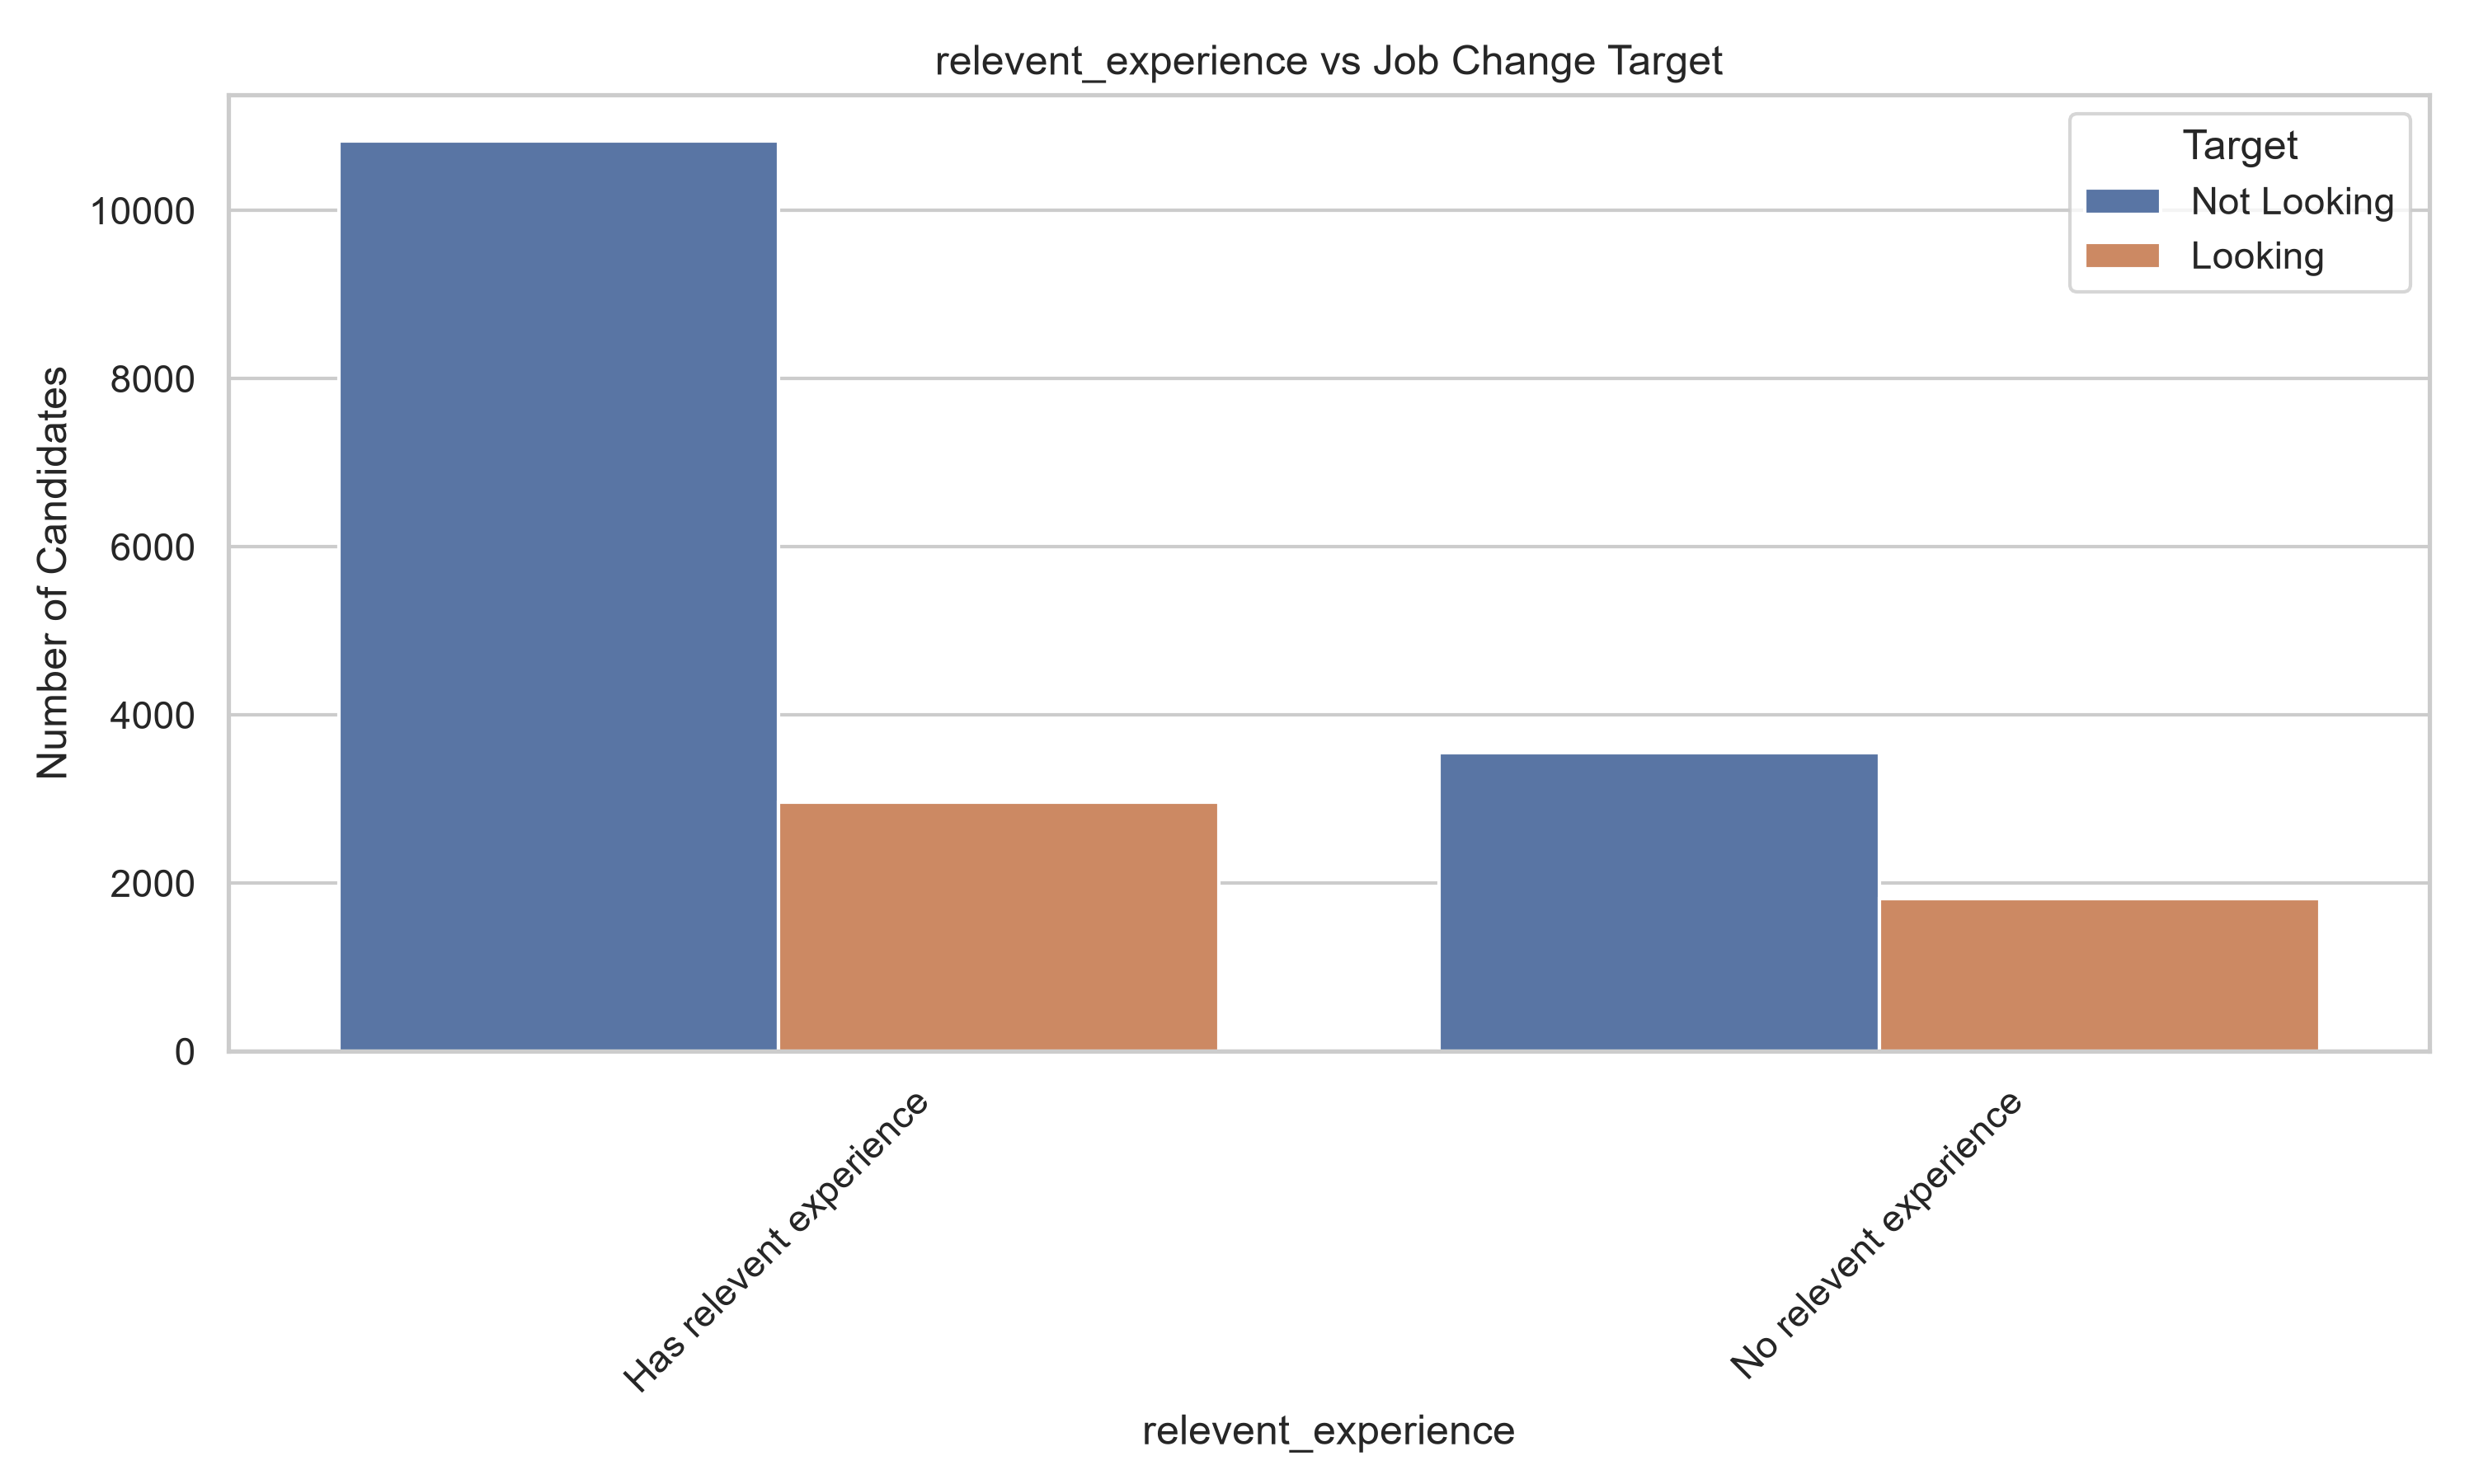 relevent_experience vs Job Change Target
Target
Not Looking
Looking
Number of Candidates
10000
8000
6000
4000
2000
0
Has relevent experience
No relevent experience
relevent_experience